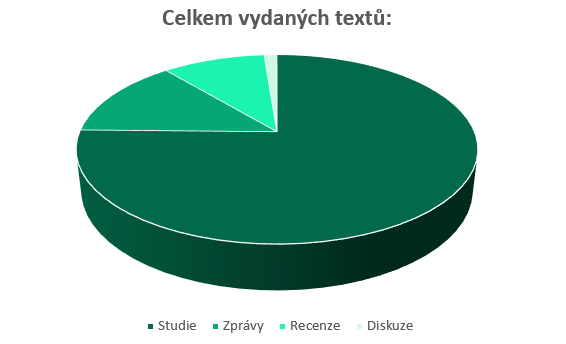 Celkem vydaných textů:
Studie Zprávy Recenze Diskuze